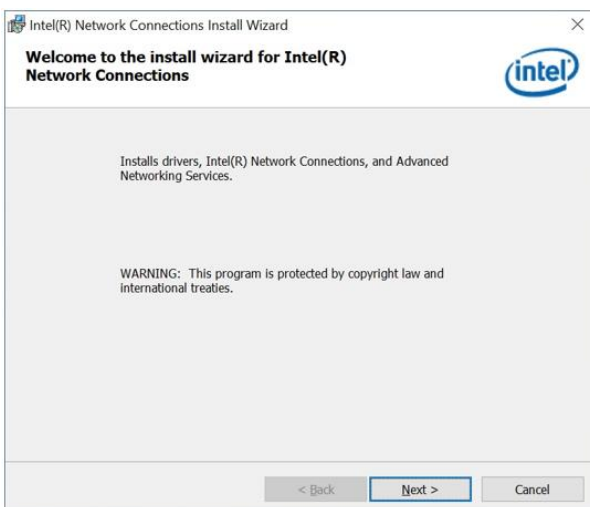 Intel(R) Network Connections Install Wizard
Welcome to the install wizard for Intel(R)
Network Connections
intel
Installs drivers, Intel(R) Network Connections, and Advanced
Networking Services.
WARNING: This program is protected by copyright law and
international treaties.
< Back Next > Cancel